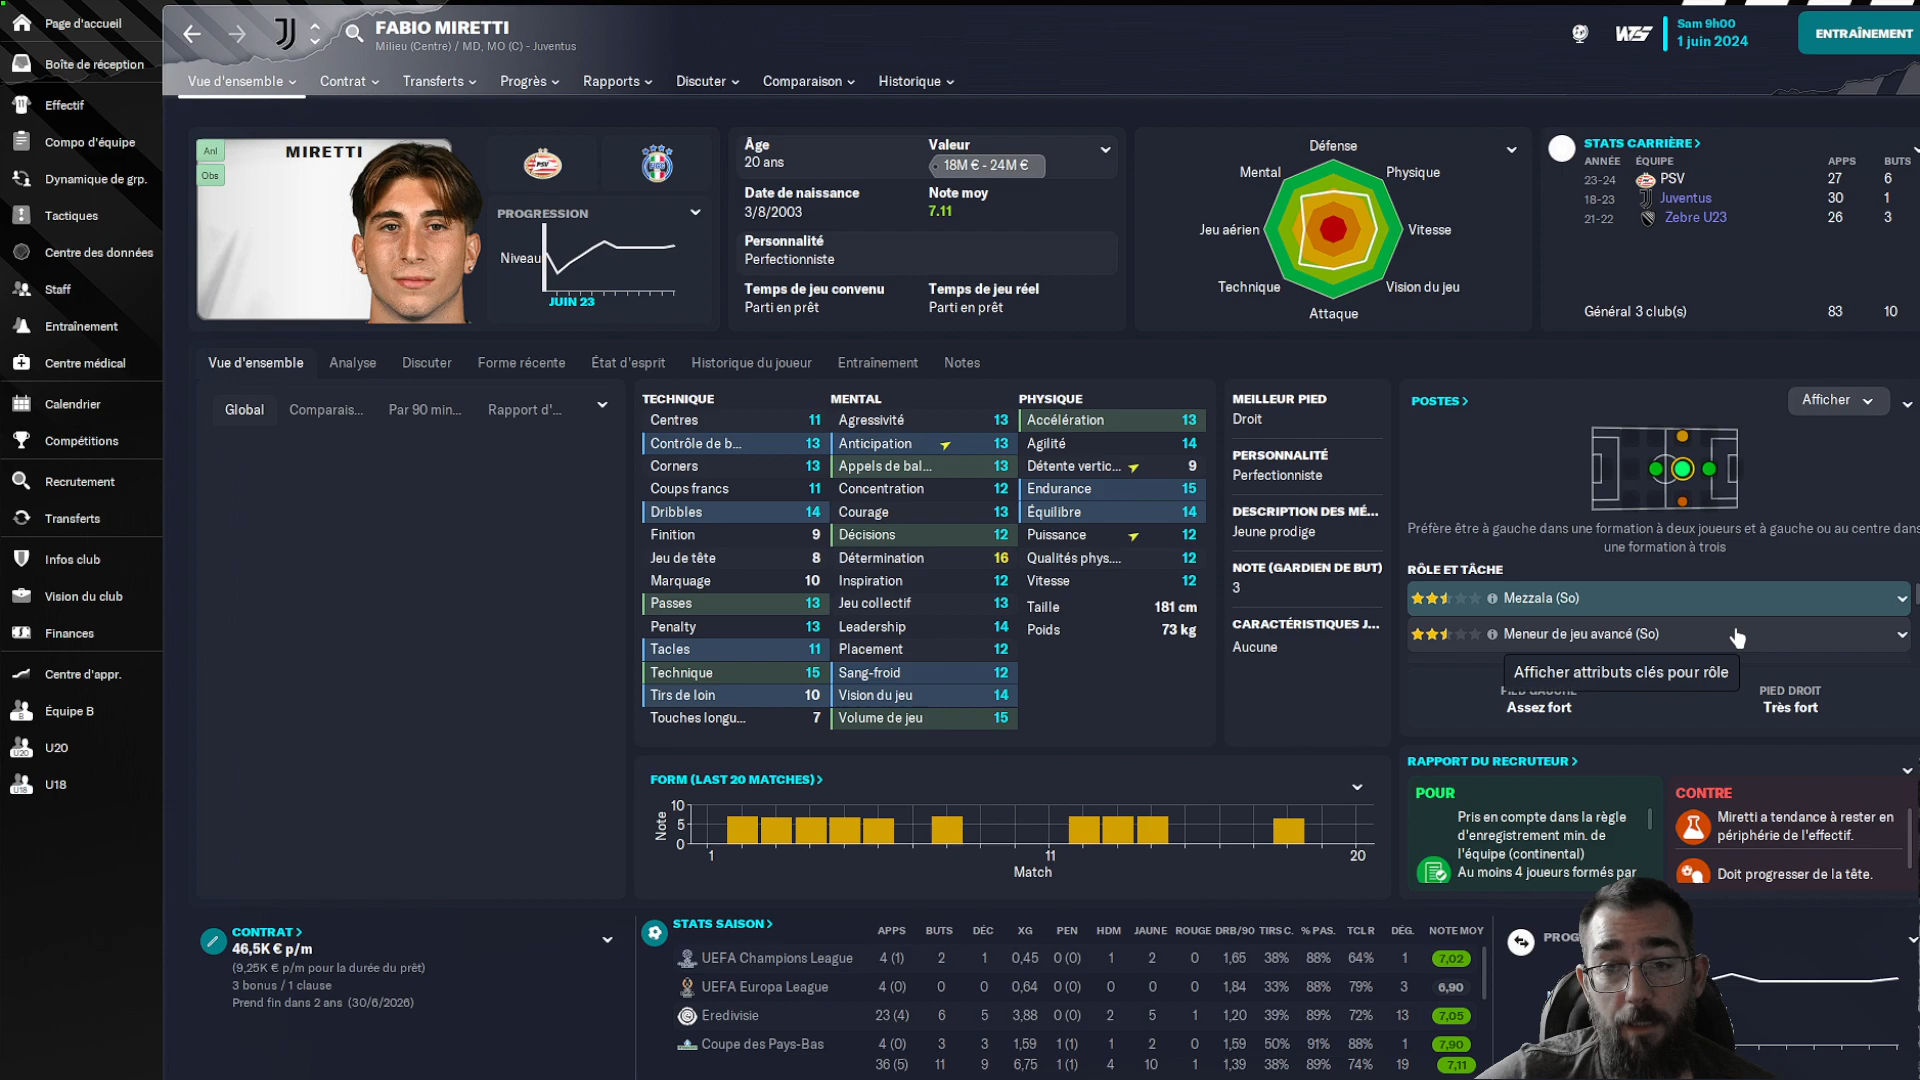 Page d'accueil
Boîte de réception
Effectif
Compo d'équipe
Dynamique de grp.
Tactiques
Centre des données
Staff
Entraînement
Centre médical
Calendrier
Compétitions
Recrutement
Transferts
Infos club
Vision du club
Finances
Centre d'appr.
Équipe B
U20
U18
FABIO MIRETTI
Milieu (Centre) / MD, MO (C) - Juventus
Sam 9h00
1 juin 2024
ENTRAÎNEMENT
Vue d'ensemble Contrat Transferts Progrès Rapports Discuter Comparaison Historique
Anl
Obs
MIRETTI
PSV
PROGRESSION
Niveau
JUIN 23
Âge
20 ans
Valeur
18M € - 24M €
Date de naissance
3/8/2003
Note moy
7.11
Personnalité
Perfectionniste
Temps de jeu convenu
Parti en prêt
Temps de jeu réel
Parti en prêt
Défense
Mental Physique
Jeu aérien Vitesse
Technique Vision du jeu
Attaque
STATS CARRIÈRE >
ANNÉE ÉQUIPE APPS BUTS
23-24 PSV 27 6
18-23 Juventus 30 1
21-22 Zebre U23 26 3
Général 3 club(s) 83 10
Vue d'ensemble Analyse Discuter Forme récente État d'esprit Historique du joueur Entraînement Notes
Global Comparais... Par 90 min... Rapport d'...
TECHNIQUE
Centres 11
Contrôle de b... 13
Corners 13
Coups francs 11
Dribbles 14
Finition 9
Jeu de tête 8
Marquage 10
Passes 13
Penalty 13
Tacles 11
Technique 15
Tirs de loin 10
Touches longu... 7
MENTAL
Agressivité 13
Anticipation 13
Appels de bal... 13
Concentration 12
Courage 13
Décisions 12
Détermination 16
Inspiration 12
Jeu collectif 13
Leadership 14
Placement 12
Sang-froid 12
Vision du jeu 14
Volume de jeu 15
PHYSIQUE
Accélération 13
Agilité 14
Détente vertic... 9
Endurance 15
Équilibre 14
Puissance 12
Qualités phys.... 12
Vitesse 12
Taille 181 cm
Poids 73 kg
MEILLEUR PIED
Droit
PERSONNALITÉ
Perfectionniste
DESCRIPTION DES MÉ...
Jeune prodige
NOTE (GARDIEN DE BUT)
3
CARACTÉRISTIQUES J...
Aucune
POSTES >
Afficher
Préfère être à gauche dans une formation à deux joueurs et à gauche ou au centre dans
une formation à trois
RÔLE ET TÂCHE
Mezzala (So)
Meneur de jeu avancé (So)
Afficher attributs clés pour rôle
PIED GAUCHE
Assez fort
PIED DROIT
Très fort
FORM (LAST 20 MATCHES) >
Note
10
5
0
1 11 20
Match
RAPPORT DU RECRUTEUR >
POUR
Pris en compte dans la règle
d'enregistrement min. de
l'équipe (continental)
Au moins 4 joueurs formés par
CONTRE
Miretti a tendance à rester en
périphérie de l'effectif.
Doit progresser de la tête.
CONTRAT >
46,5K € p/m
(9,25K € p/m pour la durée du prêt)
3 bonus / 1 clause
Prend fin dans 2 ans (30/6/2026)
STATS SAISON >
APPS BUTS DÉC XG PEN HDM JAUNE ROUGE DRB/90 TIRS C. % PAS. TCL R DÉG. NOTE MOY
UEFA Champions League 4 (1) 2 1 0,45 0 (0) 1 2 0 1,65 38% 88% 64% 1 7,02
UEFA Europa League 4 (0) 0 0 0,64 0 (0) 0 0 0 1,84 33% 88% 79% 3 6,90
Eredivisie 23 (4) 6 5 3,88 0 (0) 2 5 1 1,20 39% 89% 72% 13 7,05
Coupe des Pays-Bas 4 (0) 3 3 1,59 1 (1) 1 2 0 1,59 50% 91% 88% 1 7,90
36 (5) 11 9 6,75 1 (1) 4 10 1 1,39 38% 89% 74% 19 7,11